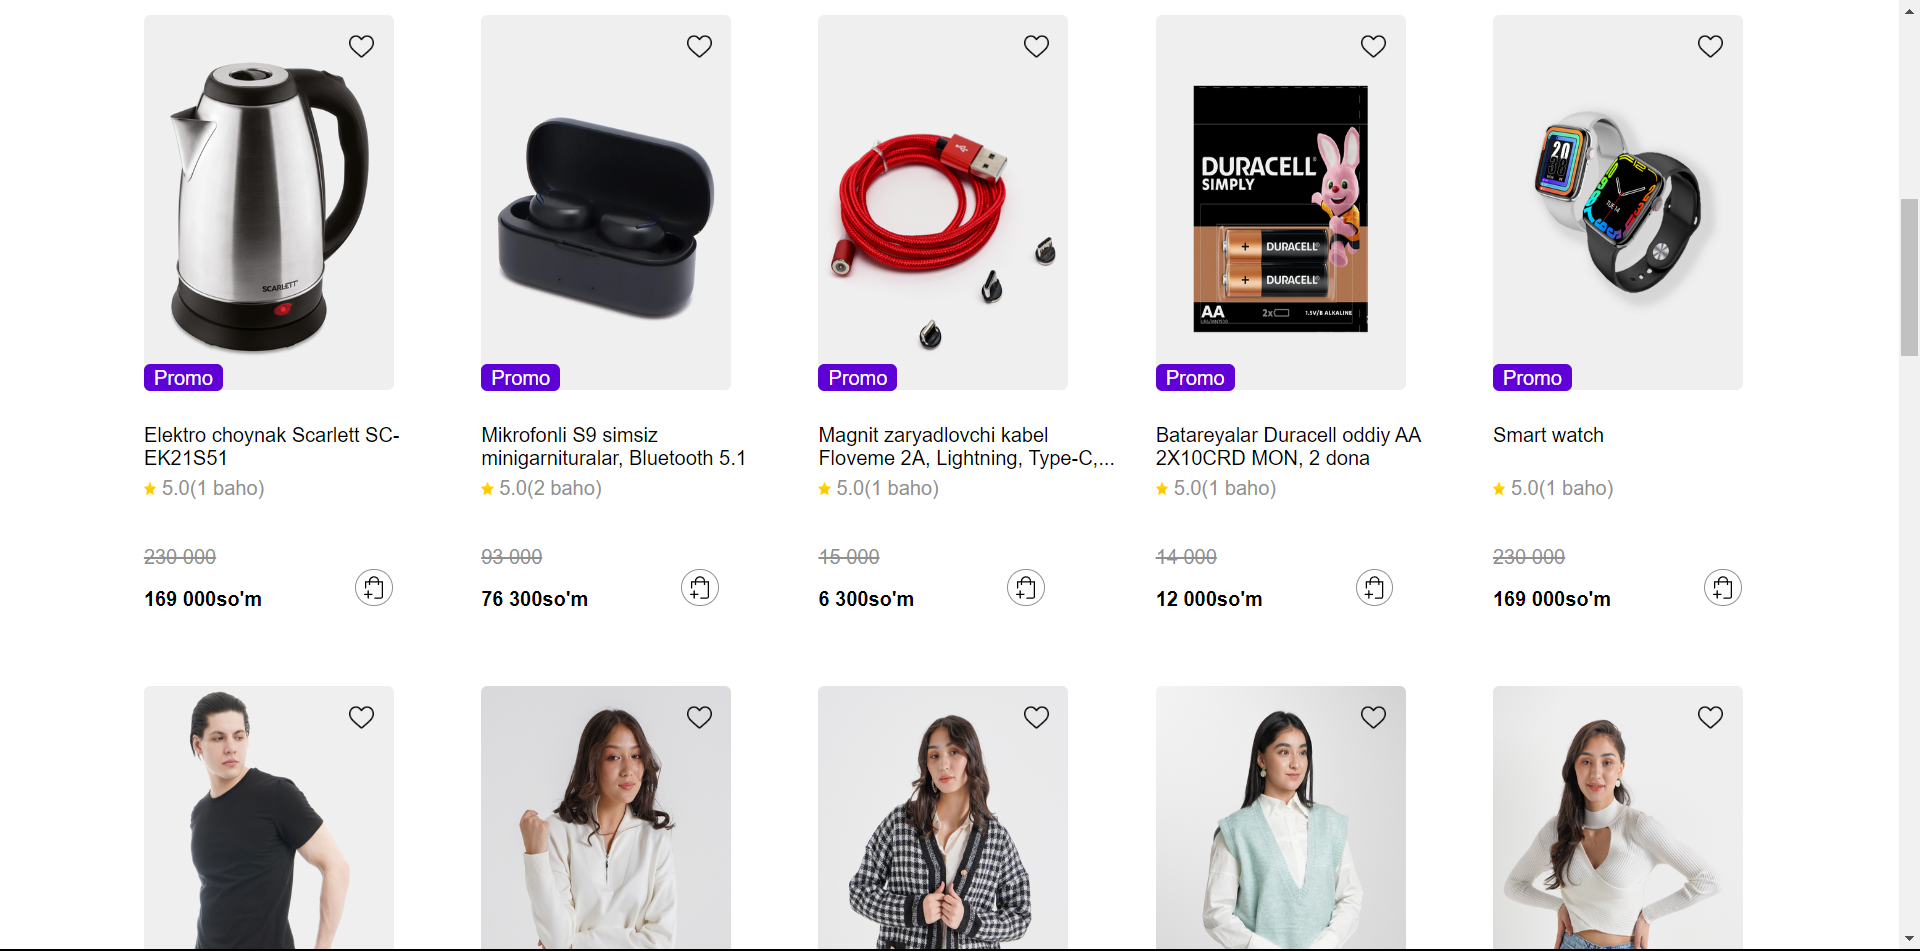 SCARLETT
DURACELL
SIMPLY
DURACELL
DURACELL
AA
2x
1.5V/B ALKALINE
20
38
TUE 14
Promo
Promo
Promo
Promo
Promo
Elektro choynak Scarlett SC-
EK21S51
5.0(1 baho)
230 000
169 000so'm
Mikrofonli S9 simsiz
minigarnituralar, Bluetooth 5.1
5.0(2 baho)
93 000
76 300so'm
Magnit zaryadlovchi kabel
Floveme 2A, Lightning, Type-C,...
5.0(1 baho)
15 000
6 300so'm
Batareyalar Duracell oddiy AA
2X10CRD MON, 2 dona
5.0(1 baho)
14 000
12 000so'm
Smart watch
5.0(1 baho)
230 000
169 000so'm